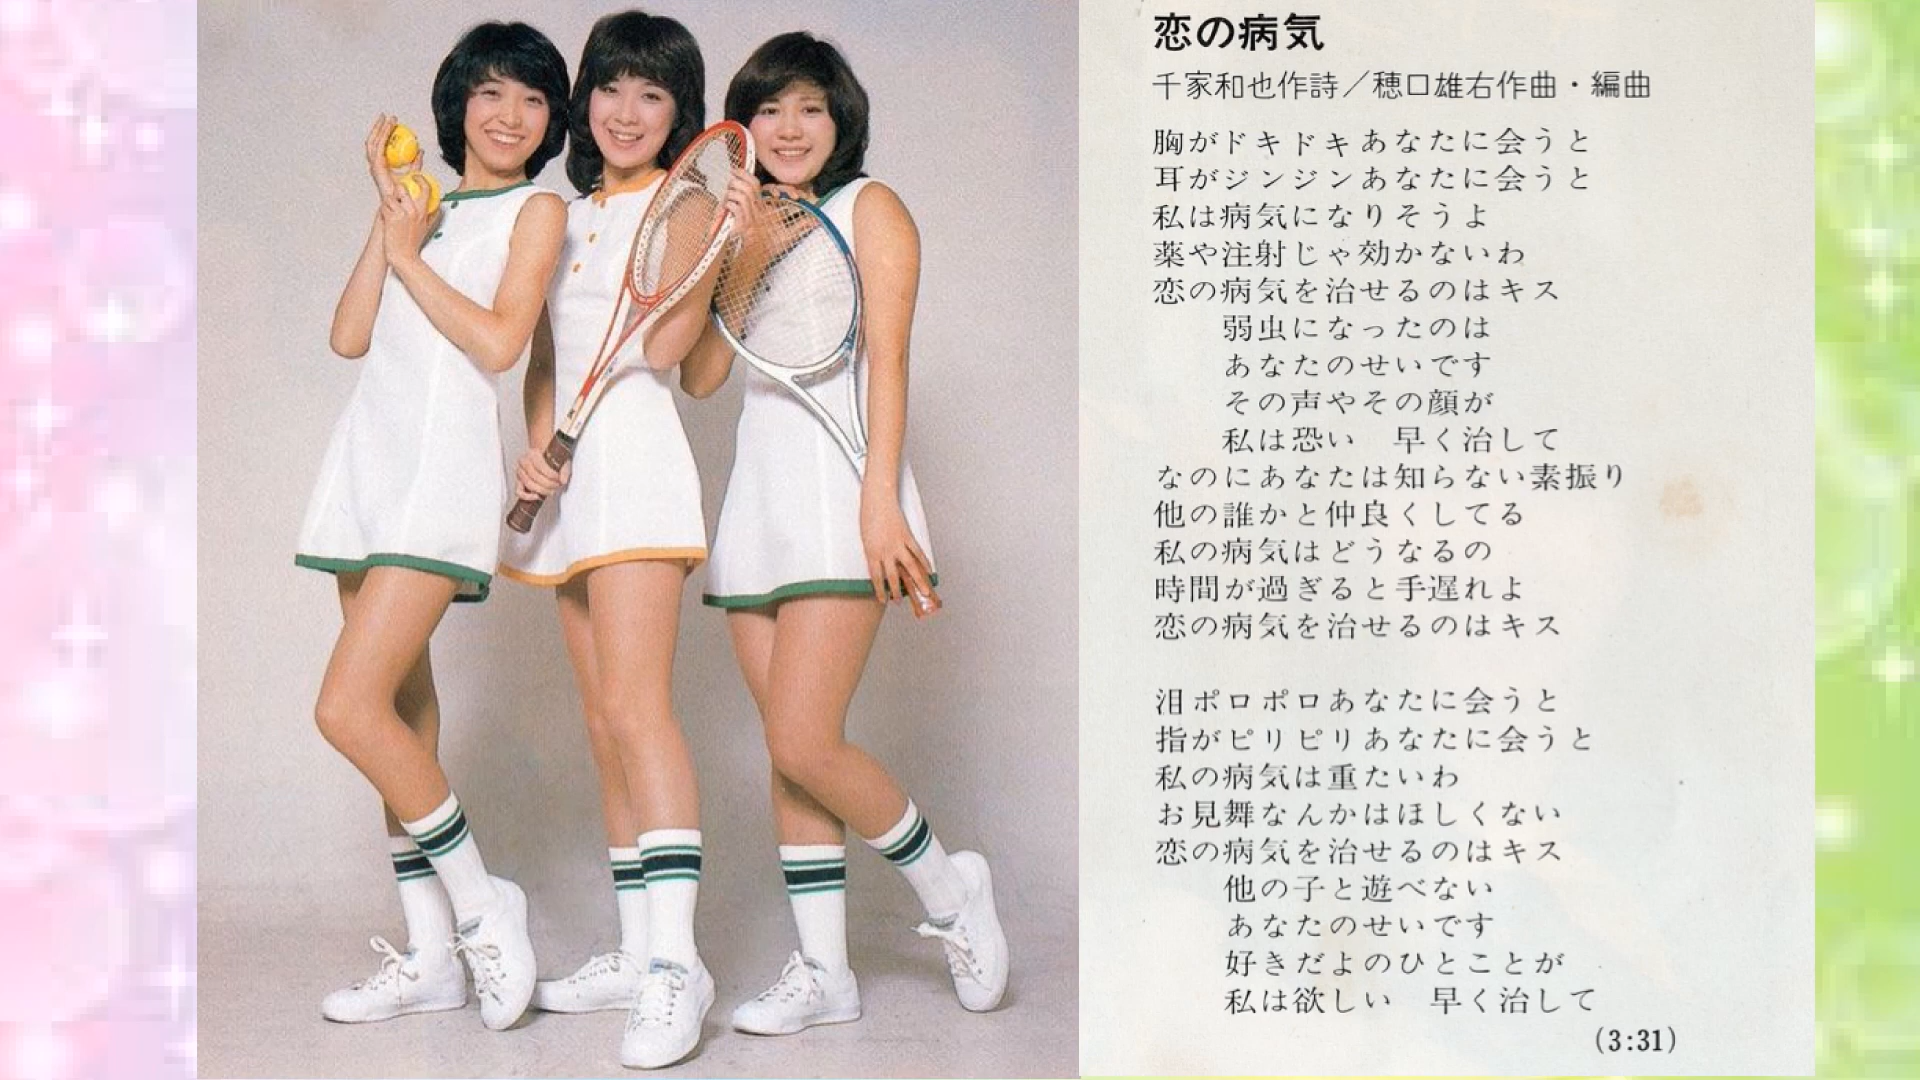 恋の病気
千家和也作詩／穂口雄右作曲・編曲
胸がドキドキあなたに会うと
耳がジンジンあなたに会うと
私は病気になりそうよ
薬や注射じゃ効かないわ
恋の病気を治せるのはキス
弱虫になったのは
あなたのせいです
その声やその顔が
私は恐い　早く治して
なのにあなたは知らない素振り
他の誰かと仲良くしてる
私の病気はどうなるの
時間が過ぎると手遅れよ
恋の病気を治せるのはキス
泪ポロポロあなたに会うと
指がピリピリあなたに会うと
私の病気は重たいわ
お見舞なんかはほしくない
恋の病気を治せるのはキス
他の子と遊べない
あなたのせいです
好きだよのひとことが
私は欲しい　早く治して
(3:31)